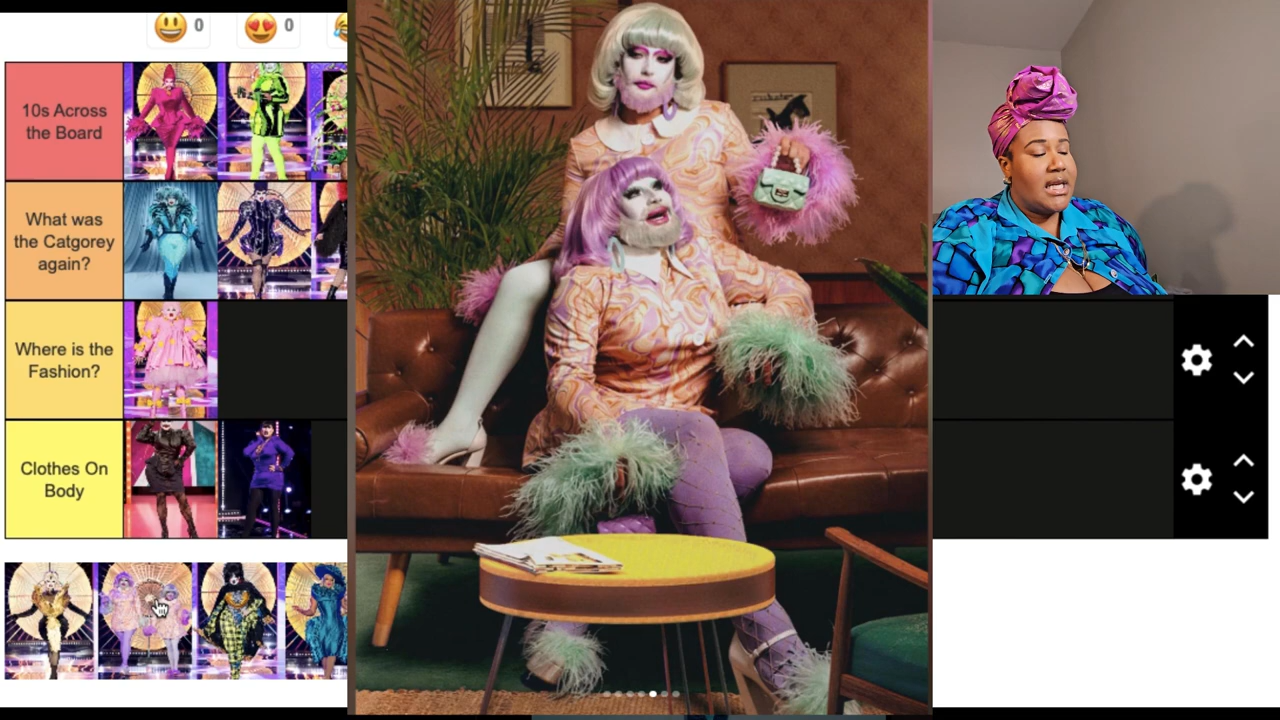 0
0
10s Across
the Board
What was
the Catgorey
again?
Where is the
Fashion?
Clothes On
Body